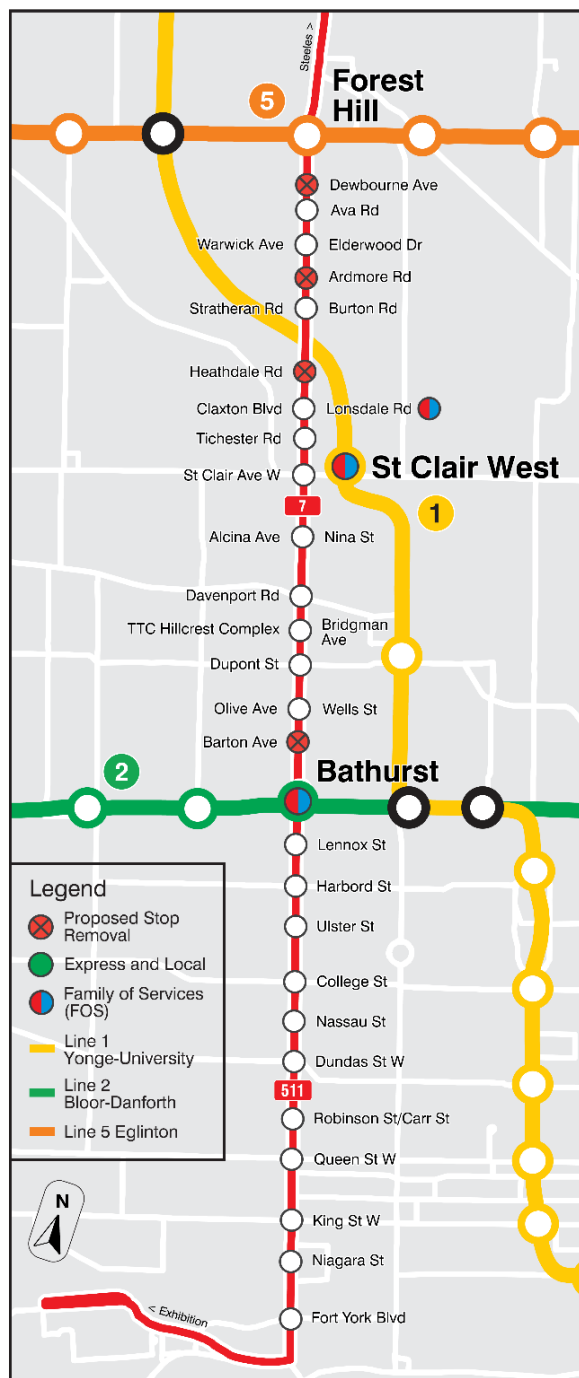 Steeles >
Forest
Hill
5
Dewbourne Ave
Ava Rd
Warwick Ave
Elderwood Dr
Ardmore Rd
Stratheran Rd
Burton Rd
Heathdale Rd
Claxton Blvd
Lonsdale Rd
Tichester Rd
St Clair West
St Clair Ave W
7
1
Alcina Ave
Nina St
Davenport Rd
TTC Hillcrest Complex
Bridgman
Ave
Dupont St
Olive Ave
Wells St
Barton Ave
2
Bathurst
Lennox St
Harbord St
Ulster St
College St
Nassau St
Dundas St W
511
Robinson St/Carr St
Queen St W
King St W
Niagara St
Fort York Blvd
< Exhibition
Legend
Proposed Stop
Removal
Express and Local
Family of Services
(FOS)
Line 1
Yonge-University
Line 2
Bloor-Danforth
Line 5 Eglinton
N